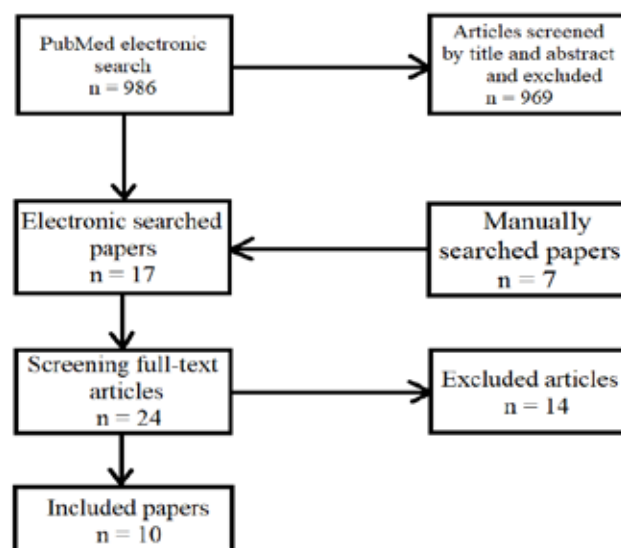 PubMed electronic
search
n = 986
Articles screened
by title and abstract
and excluded
n = 969
Electronic searched
papers
n = 17
Manually
searched papers
n = 7
Screening full-text
articles
n = 24
Excluded articles
n = 14
Included papers
n = 10